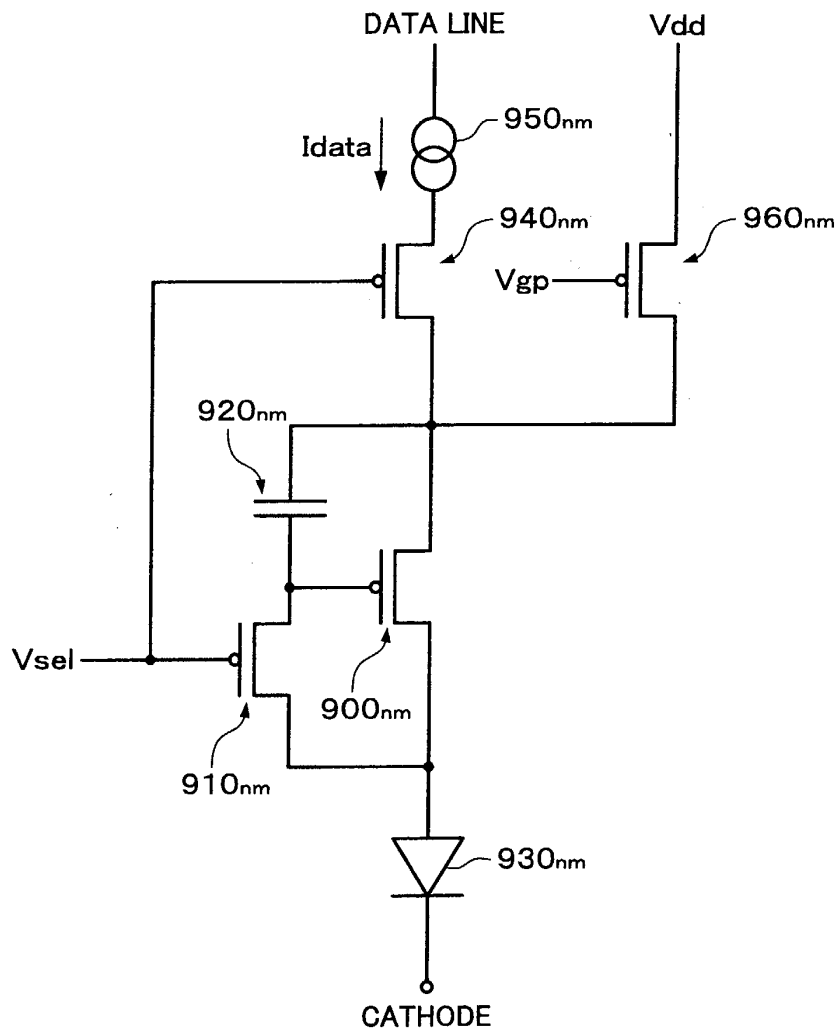 DATA LINE
Vdd
950nm
Idata
940nm
960nm
Vgp
920nm
Vsel
900nm
910nm
930nm
CATHODE